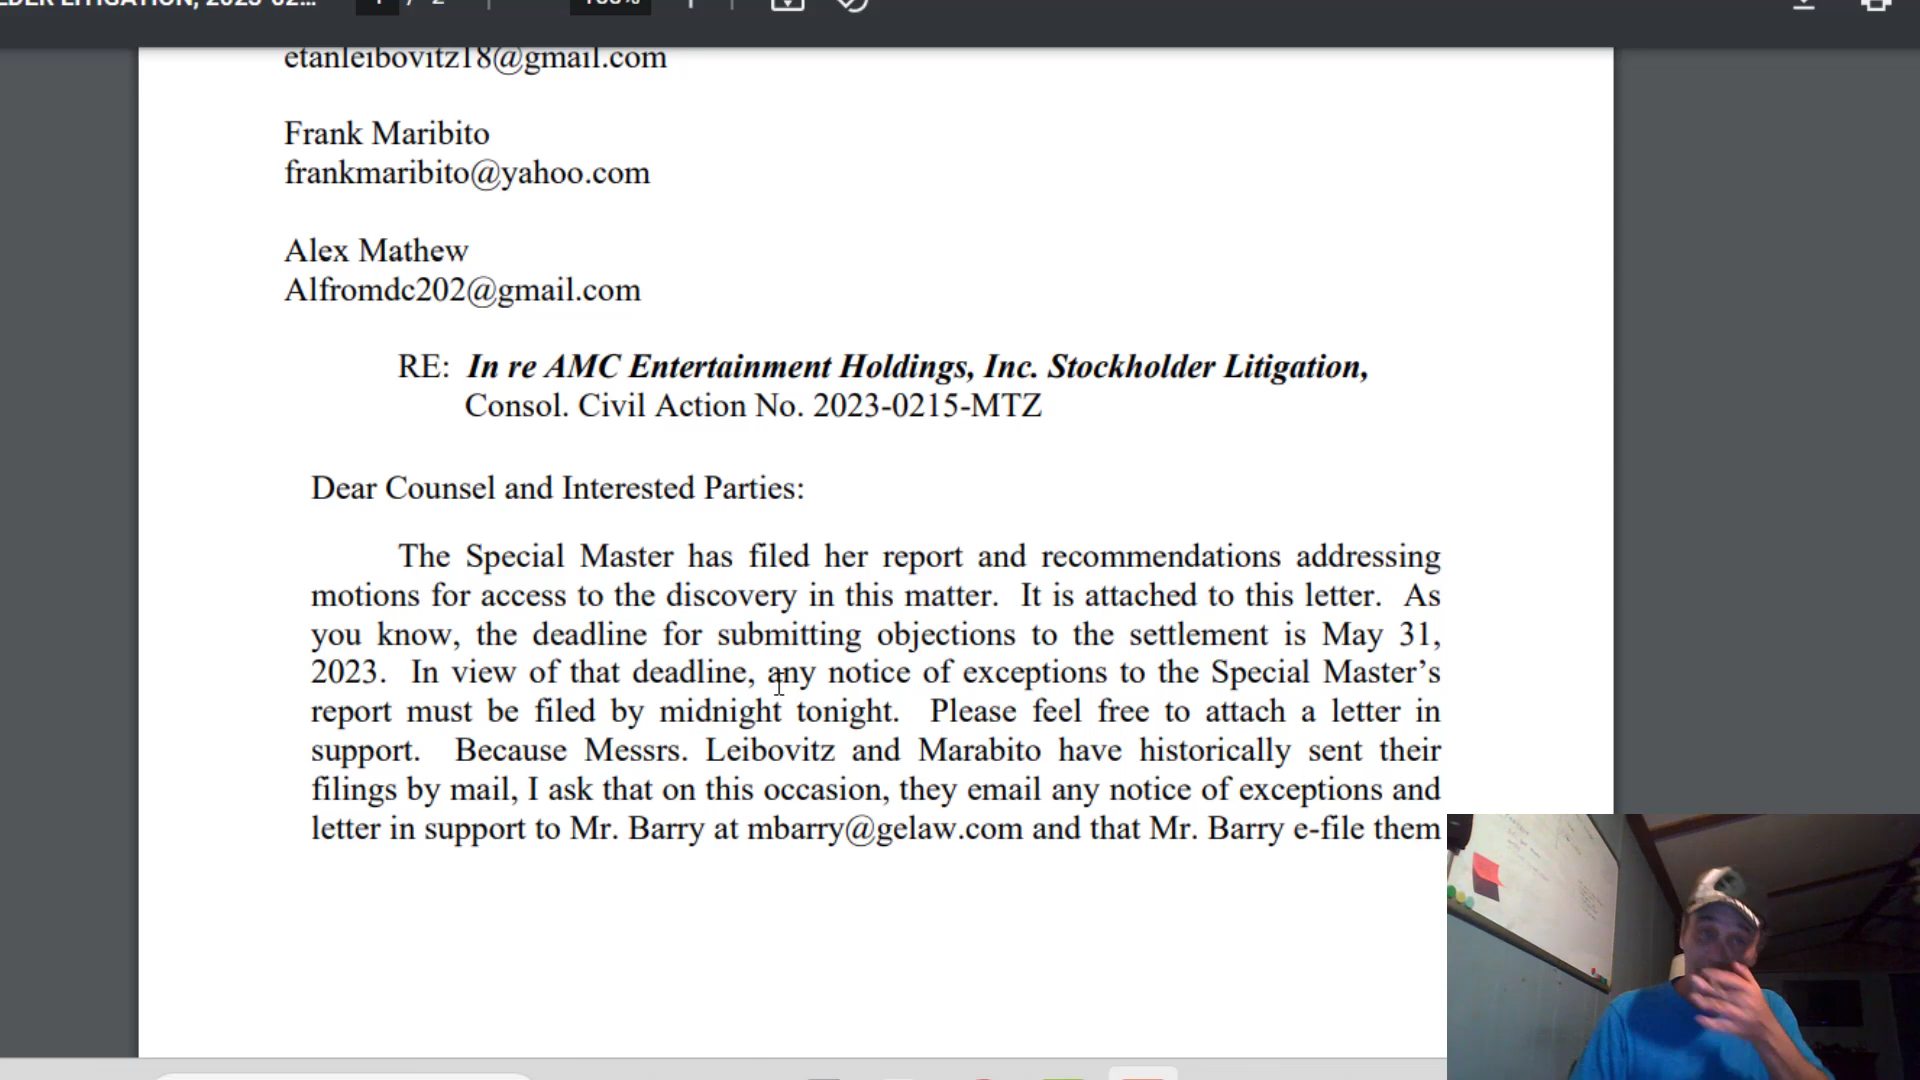 etanleibovitz18@gmail.com
Frank Maribito
frankmaribito@yahoo.com
Alex Mathew
Alfromdc202@gmail.com
RE: In re AMC Entertainment Holdings, Inc. Stockholder Litigation,
Consol. Civil Action No. 2023-0215-MTZ
Dear Counsel and Interested Parties:
The Special Master has filed her report and recommendations addressing
motions for access to the discovery in this matter. It is attached to this letter. As
you know, the deadline for submitting objections to the settlement is May 31,
2023. In view of that deadline, any notice of exceptions to the Special Master’s
report must be filed by midnight tonight. Please feel free to attach a letter in
support. Because Messrs. Leibovitz and Marabito have historically sent their
filings by mail, I ask that on this occasion, they email any notice of exceptions and
letter in support to Mr. Barry at mbarry@gelaw.com and that Mr. Barry e-file them